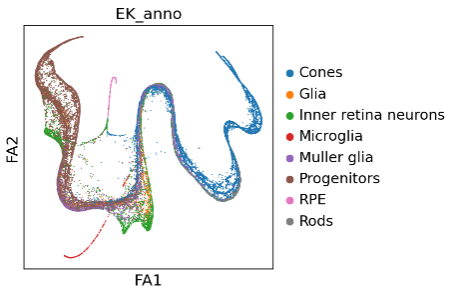 EK_anno
FA2
FA1
Cones
Glia
Inner retina neurons
Microglia
Muller glia
Progenitors
RPE
Rods